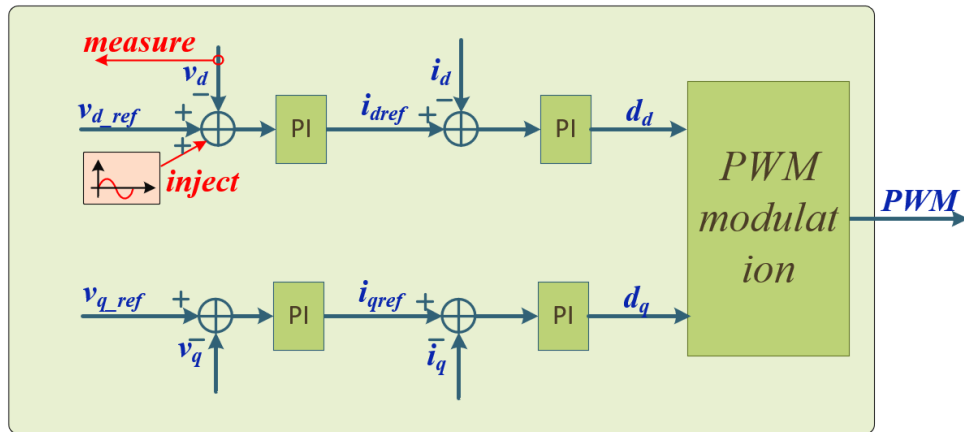 measure
v_d
i_d
v_d_ref
PI
i_dref
PI
d_d
inject
PWM
modulat
ion
PWM
v_q_ref
PI
i_qref
PI
d_q
v_q
i_q